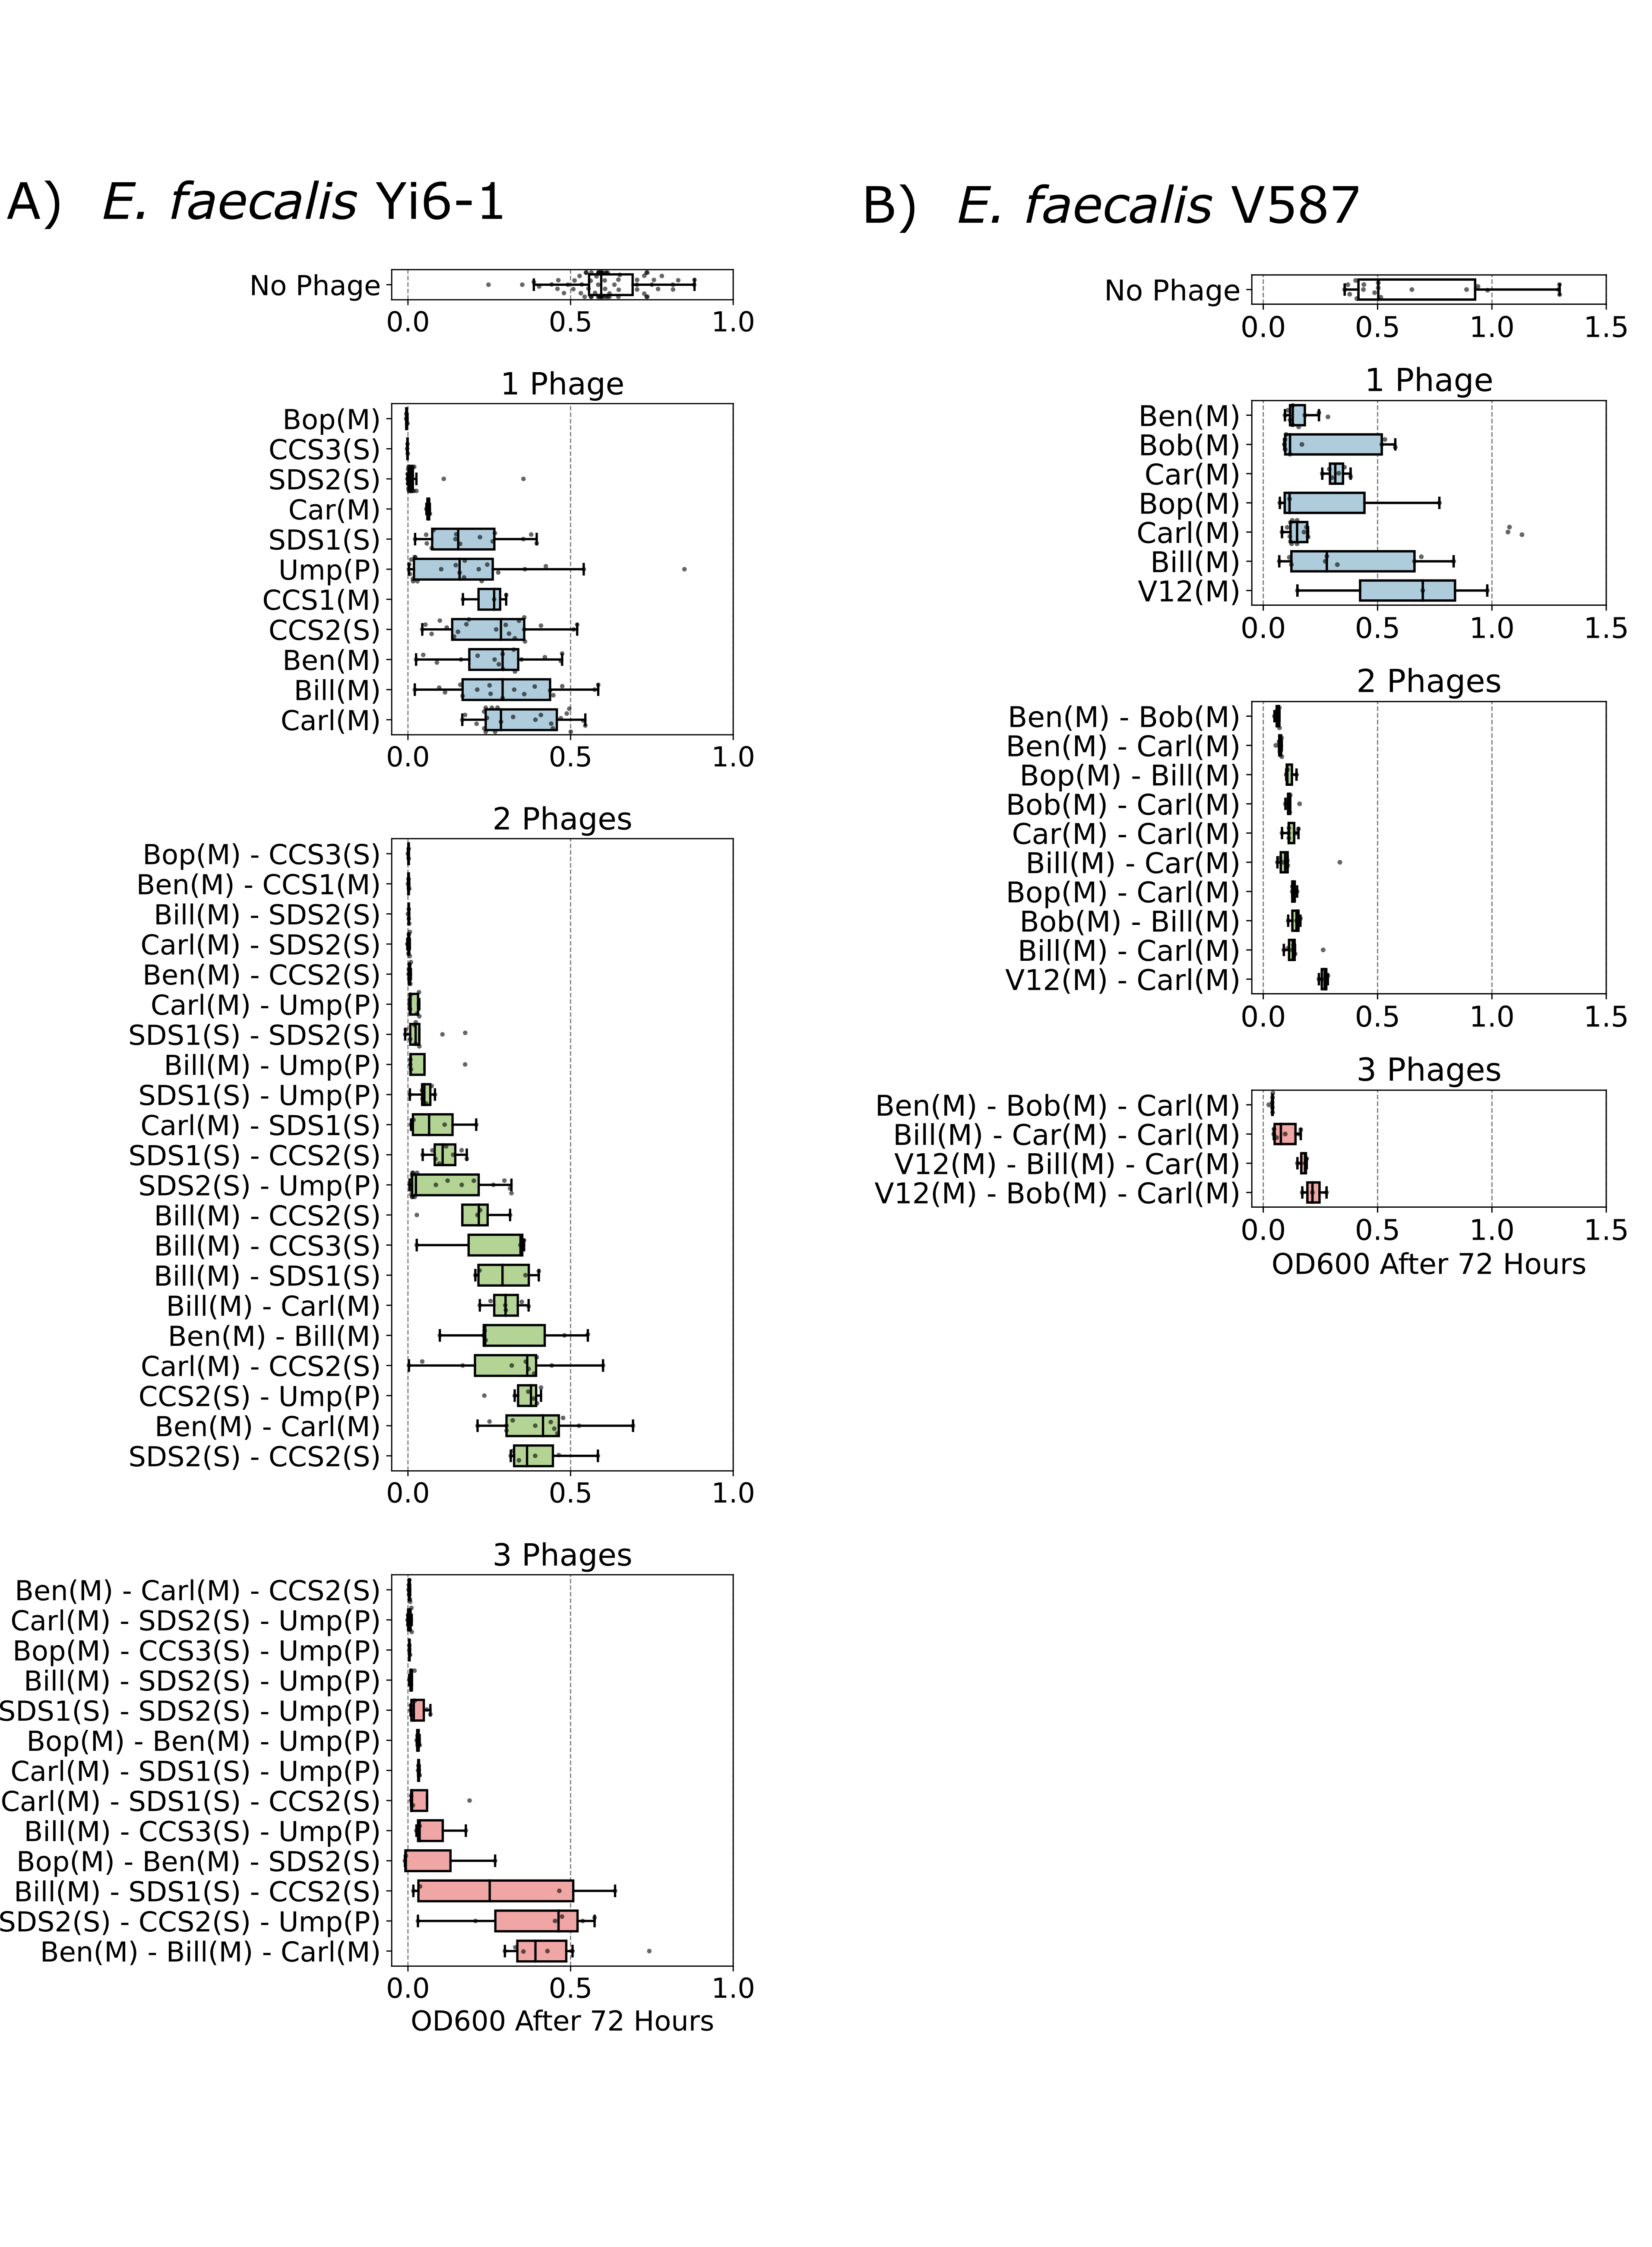 A) E. faecalis Yi6-1
No Phage
0.0 0.5 1.0
1 Phage
Bop(M)
CCS3(S)
SDS2(S)
Car(M)
SDS1(S)
Ump(P)
CCS1(M)
CCS2(S)
Ben(M)
Bill(M)
Carl(M)
0.0 0.5 1.0
2 Phages
Bop(M) - CCS3(S)
Ben(M) - CCS1(M)
Bill(M) - SDS2(S)
Carl(M) - SDS2(S)
Ben(M) - CCS2(S)
Carl(M) - Ump(P)
SDS1(S) - SDS2(S)
Bill(M) - Ump(P)
SDS1(S) - Ump(P)
Carl(M) - SDS1(S)
SDS1(S) - CCS2(S)
SDS2(S) - Ump(P)
Bill(M) - CCS2(S)
Bill(M) - CCS3(S)
Bill(M) - SDS1(S)
Bill(M) - Carl(M)
Ben(M) - Bill(M)
Carl(M) - CCS2(S)
CCS2(S) - Ump(P)
Ben(M) - Carl(M)
SDS2(S) - CCS2(S)
0.0 0.5 1.0
3 Phages
Ben(M) - Carl(M) - CCS2(S)
Carl(M) - SDS2(S) - Ump(P)
Bop(M) - CCS3(S) - Ump(P)
Bill(M) - SDS2(S) - Ump(P)
SDS1(S) - SDS2(S) - Ump(P)
Bop(M) - Ben(M) - Ump(P)
Carl(M) - SDS1(S) - Ump(P)
Carl(M) - SDS1(S) - CCS2(S)
Bill(M) - CCS3(S) - Ump(P)
Bop(M) - Ben(M) - SDS2(S)
Bill(M) - SDS1(S) - CCS2(S)
SDS2(S) - CCS2(S) - Ump(P)
Ben(M) - Bill(M) - Carl(M)
0.0 0.5 1.0
OD600 After 72 Hours
B) E. faecalis V587
No Phage
0.0 0.5 1.0 1.5
1 Phage
Ben(M)
Bob(M)
Car(M)
Bop(M)
Carl(M)
Bill(M)
V12(M)
0.0 0.5 1.0 1.5
2 Phages
Ben(M) - Bob(M)
Ben(M) - Carl(M)
Bop(M) - Bill(M)
Bob(M) - Carl(M)
Car(M) - Carl(M)
Bill(M) - Car(M)
Bop(M) - Carl(M)
Bob(M) - Bill(M)
Bill(M) - Carl(M)
V12(M) - Carl(M)
0.0 0.5 1.0 1.5
3 Phages
Ben(M) - Bob(M) - Carl(M)
Bill(M) - Car(M) - Carl(M)
V12(M) - Bill(M) - Car(M)
V12(M) - Bob(M) - Carl(M)
0.0 0.5 1.0 1.5
OD600 After 72 Hours